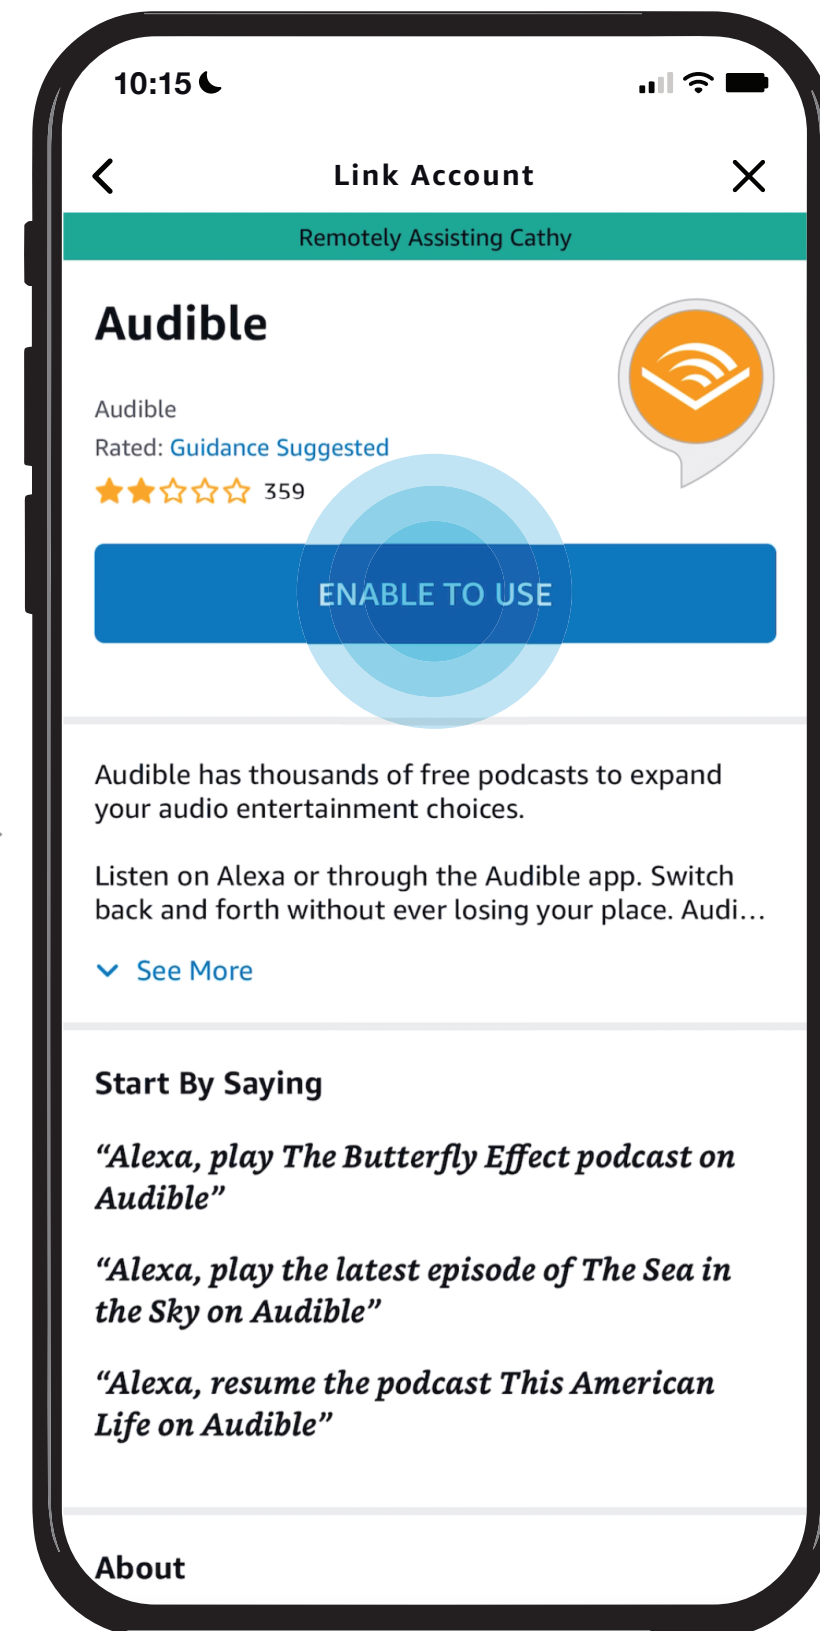 10:15
Link Account
Remotely Assisting Cathy
Audible
Audible
Rated: Guidance Suggested
359
ENABLE TO USE
Audible has thousands of free podcasts to expand
your audio entertainment choices.
Listen on Alexa or through the Audible app. Switch
back and forth without ever losing your place. Audi...
See More
Start By Saying
“Alexa, play The Butterfly Effect podcast on
Audible”
“Alexa, play the latest episode of The Sea in
the Sky on Audible”
“Alexa, resume the podcast This American
Life on Audible”
About